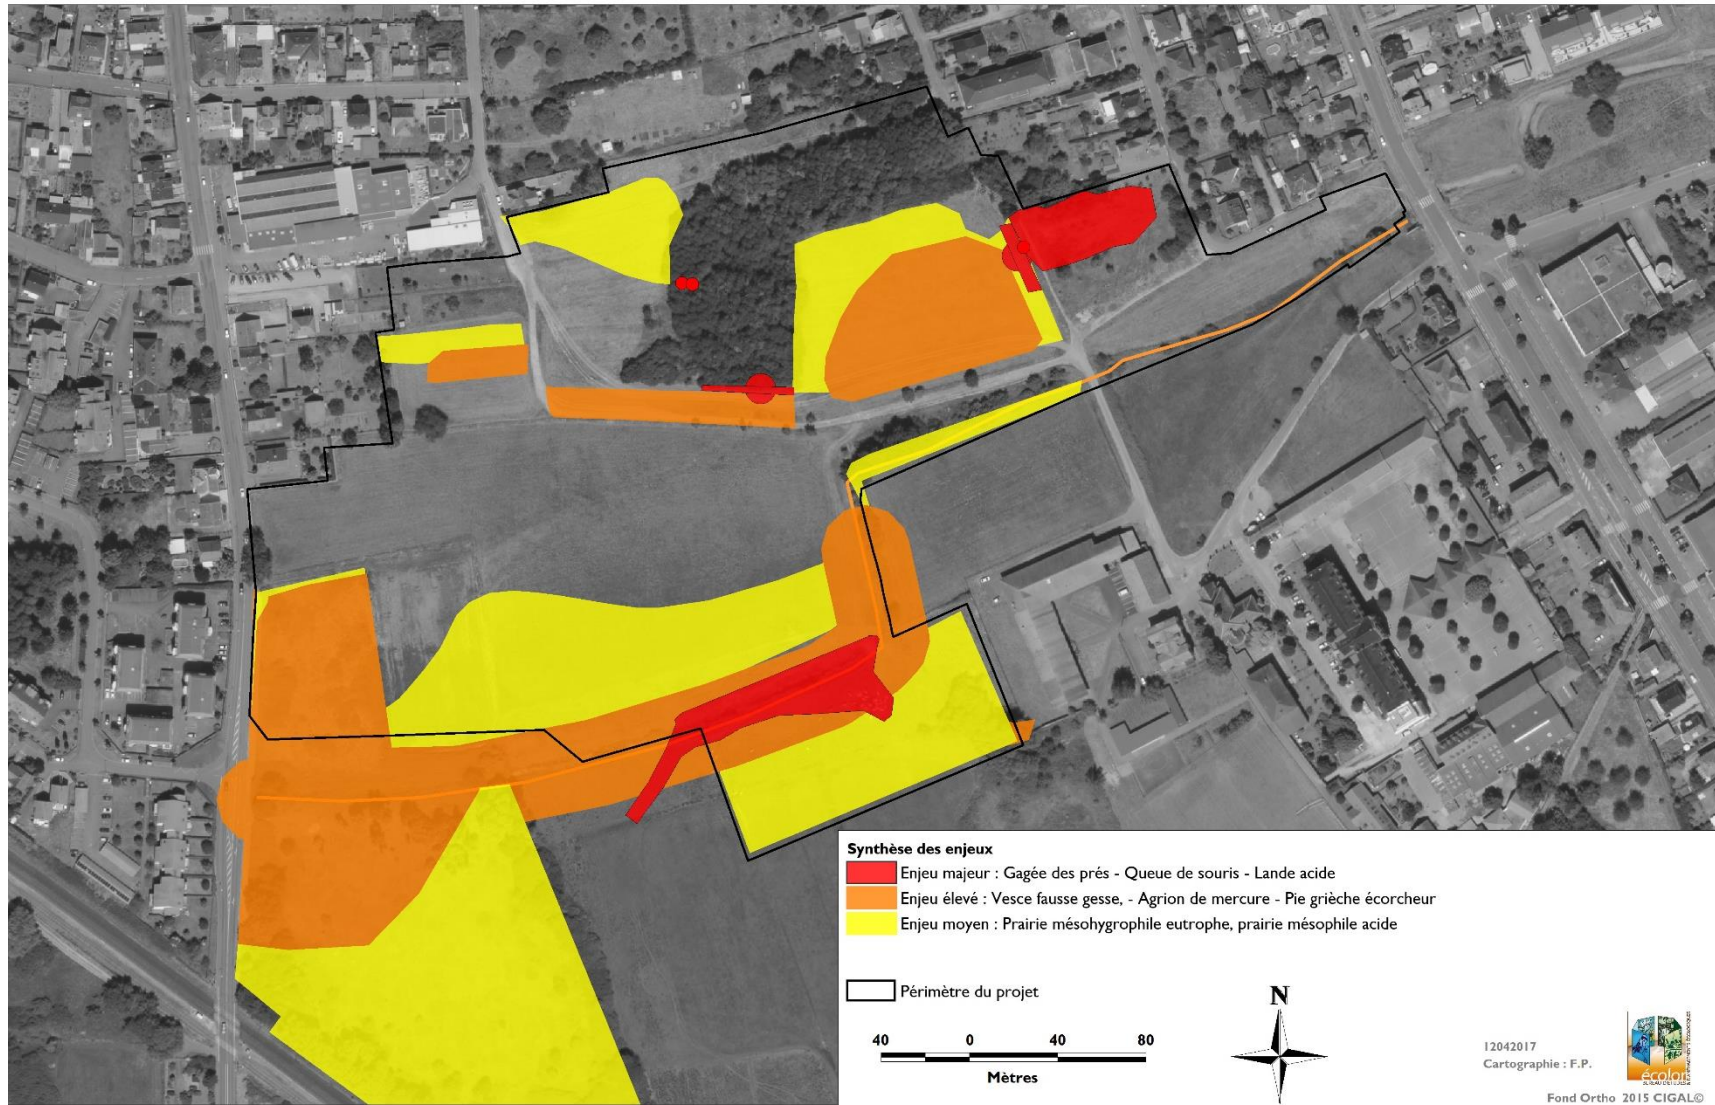 Synthèse des enjeux
Enjeu majeur : Gagée des prés - Queue de souris - Lande acide
Enjeu élevé : Vesce fausse gesse, - Agrion de mercure - Pie grièche écorcheur
Enjeu moyen : Prairie mésohygrophile eutrophe, prairie mésophile acide
Périmètre du projet
N
40 0 40 80
Mètres
12042017
Cartographie : F.P.
écolor
Fond Ortho 2015 CIGAL©